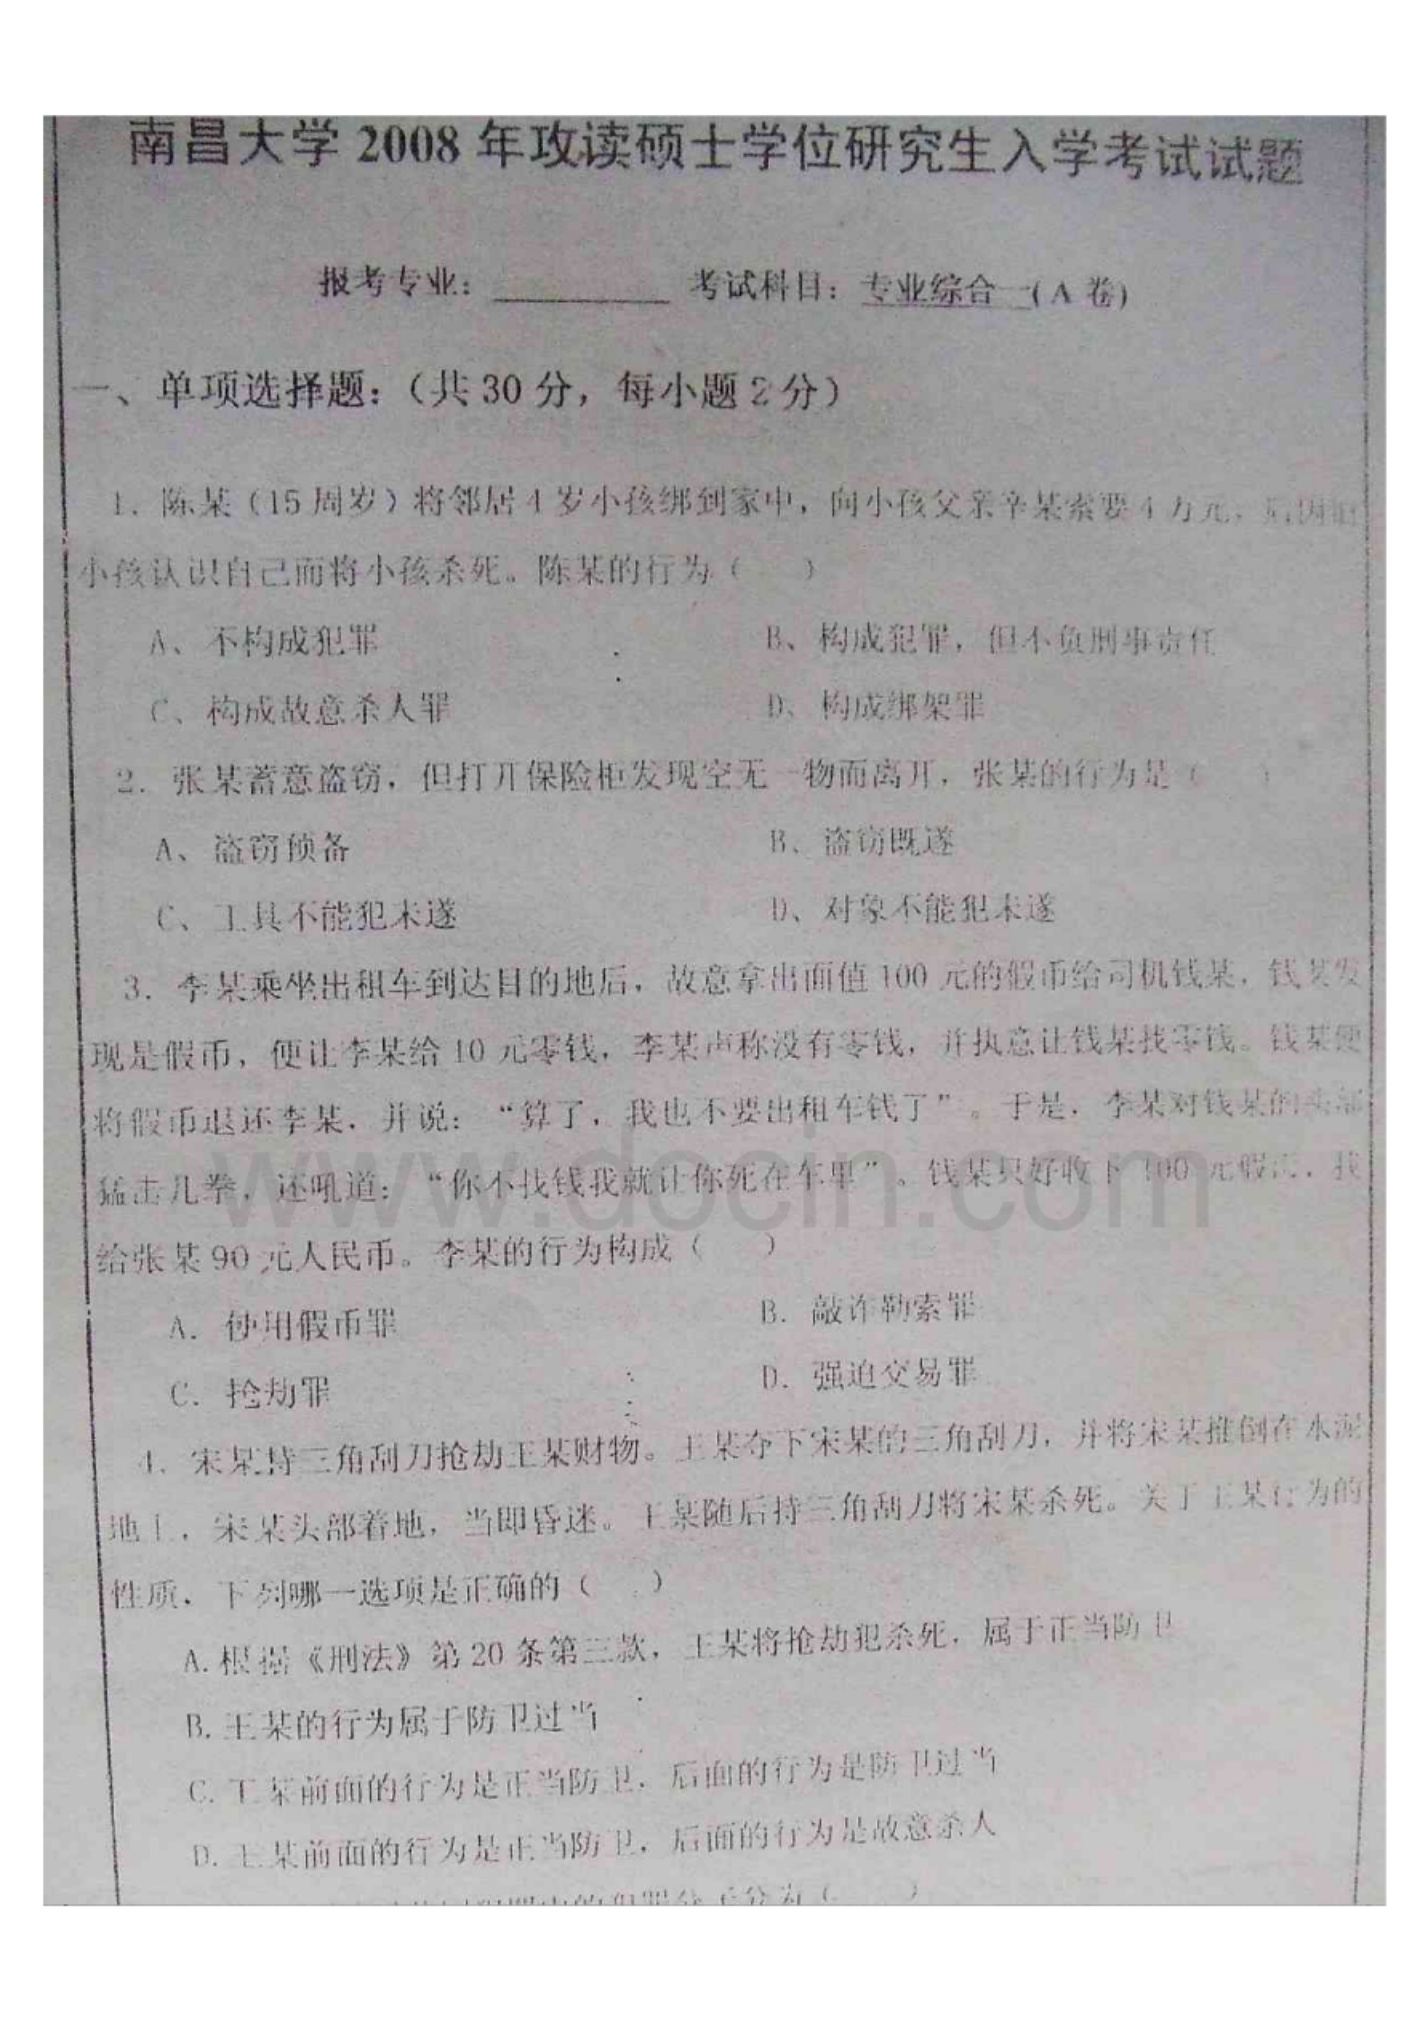 南昌大学2008年攻读硕士学位研究生入学考试试题
报考专业：________ 考试科目：专业综合一(A卷)
一、单项选择题：（共30分，每小题2分）
1．陈某（15周岁）将邻居4岁小孩绑到家中，向小孩父亲辛某索要4万元，后因怕
小孩认识自己而将小孩杀死。陈某的行为（ ）
A、不构成犯罪 B、构成犯罪，但不负刑事责任
C、构成故意杀人罪 D、构成绑架罪
2．张某蓄意盗窃，但打开保险柜发现空无一物而离开，张某的行为是（ ）
A、盗窃预备 B、盗窃既遂
C、工具不能犯未遂 D、对象不能犯未遂
3．李某乘坐出租车到达目的地后，故意拿出面值100元的假币给司机钱某，钱某发
现是假币，便让李某给10元零钱，李某声称没有零钱，并执意让钱某找零钱。钱某便
将假币退还李某，并说：“算了，我也不要出租车钱了”。于是，李某对钱某的头部
猛击几拳，还吼道：“你不找钱我就让你死在车里”。钱某只好收下100元假币，找
给张某90元人民币。李某的行为构成（ ）
A．使用假币罪 B．敲诈勒索罪
C．抢劫罪 D．强迫交易罪
4．宋某持三角刮刀抢劫王某财物。王某夺下宋某的三角刮刀，并将宋某推倒在水泥
地上，宋某头部着地，当即昏迷。王某随后持三角刮刀将宋某杀死。关于王某行为的
性质，下列哪一选项是正确的（ ）
A.根据《刑法》第20条第三款，王某将抢劫犯杀死，属于正当防卫
B.王某的行为属于防卫过当
C.王某前面的行为是正当防卫，后面的行为是防卫过当
D.王某前面的行为是正当防卫，后面的行为是故意杀人
www.docin.com